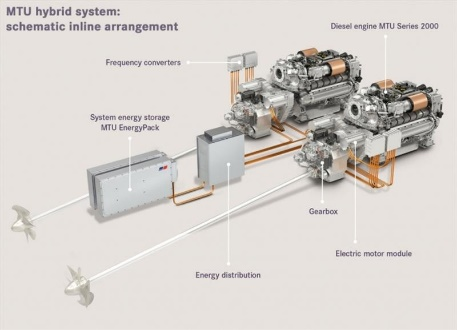 MTU hybrid system:
schematic inline arrangement
Diesel engine MTU Series 2000
Frequency converters
System energy storage
MTU EnergyPack
Gearbox
Electric motor module
Energy distribution